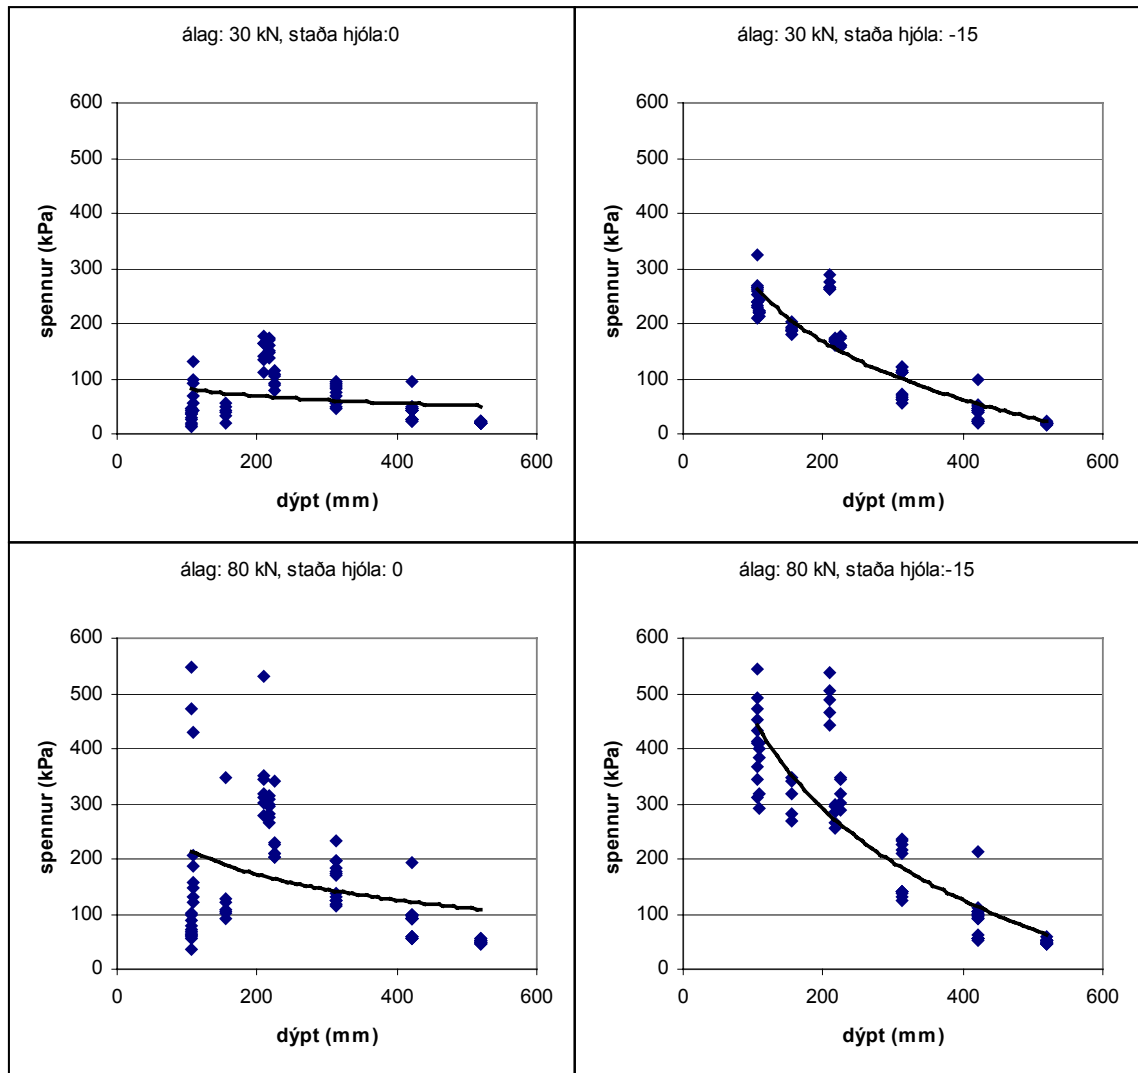 álag: 30 kN, staða hjóla:0
600
500
400
300
200
100
0
spennur (kPa)
0 200 400 600
dýpt (mm)
álag: 30 kN, staða hjóla: -15
600
500
400
300
200
100
0
spennur (kPa)
0 200 400 600
dýpt (mm)
álag: 80 kN, staða hjóla: 0
600
500
400
300
200
100
0
spennur (kPa)
0 200 400 600
dýpt (mm)
álag: 80 kN, staða hjóla:-15
600
500
400
300
200
100
0
spennur (kPa)
0 200 400 600
dýpt (mm)